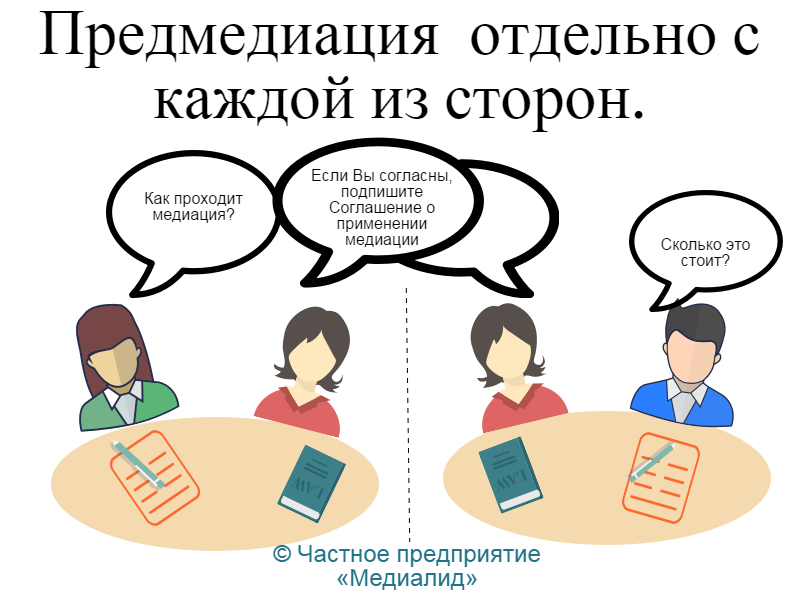 Предмедиация отдельно с
каждой из сторон.
Как проходит
медиация?
Если Вы согласны,
подпишите
Соглашение о
применении
медиации
Сколько это
стоит?
LAW
LAW
© Частное предприятие
«Медиалид»